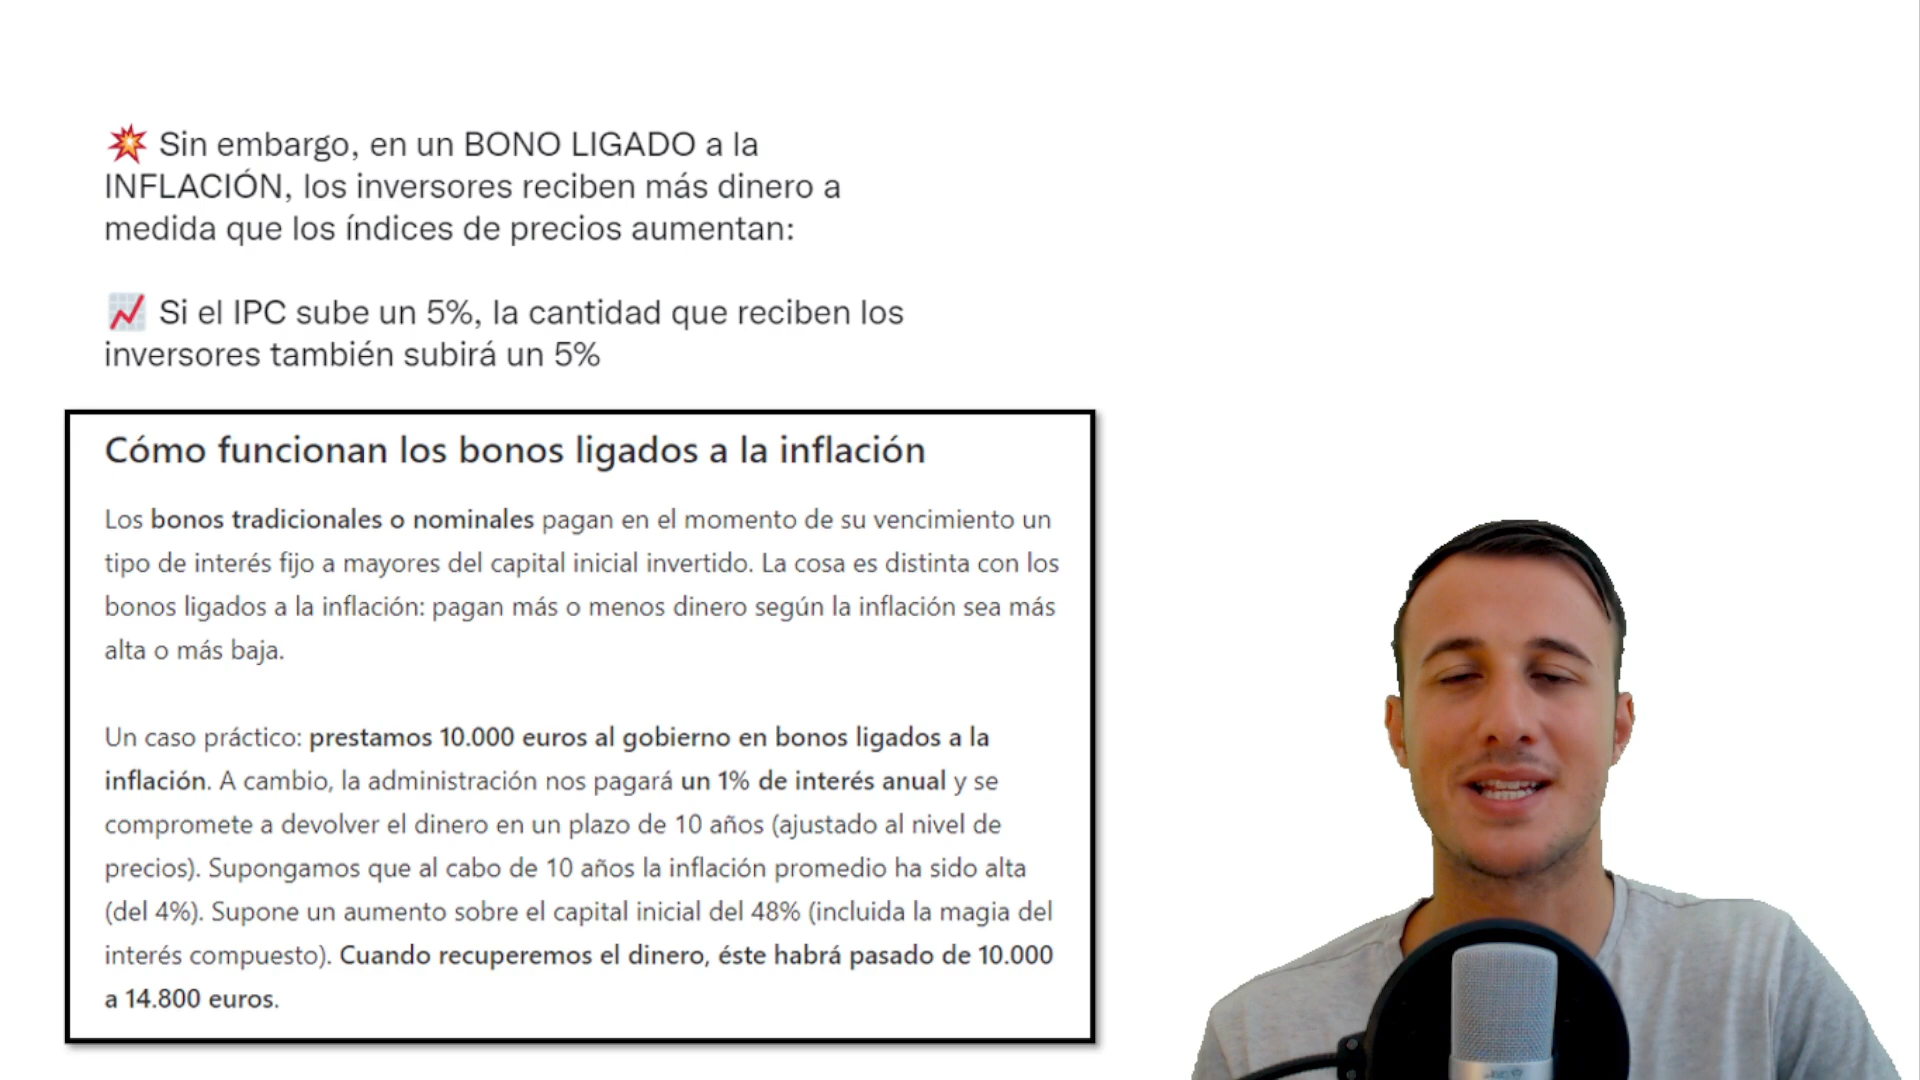 💥 Sin embargo, en un BONO LIGADO a la
INFLACIÓN, los inversores reciben más dinero a
medida que los índices de precios aumentan:
📈 Si el IPC sube un 5%, la cantidad que reciben los
inversores también subirá un 5%
Cómo funcionan los bonos ligados a la inflación
Los bonos tradicionales o nominales pagan en el momento de su vencimiento un
tipo de interés fijo a mayores del capital inicial invertido. La cosa es distinta con los
bonos ligados a la inflación: pagan más o menos dinero según la inflación sea más
alta o más baja.
Un caso práctico: prestamos 10.000 euros al gobierno en bonos ligados a la
inflación. A cambio, la administración nos pagará un 1% de interés anual y se
compromete a devolver el dinero en un plazo de 10 años (ajustado al nivel de
precios). Supongamos que al cabo de 10 años la inflación promedio ha sido alta
(del 4%). Supone un aumento sobre el capital inicial del 48% (incluida la magia del
interés compuesto). Cuando recuperemos el dinero, éste habrá pasado de 10.000
a 14.800 euros.